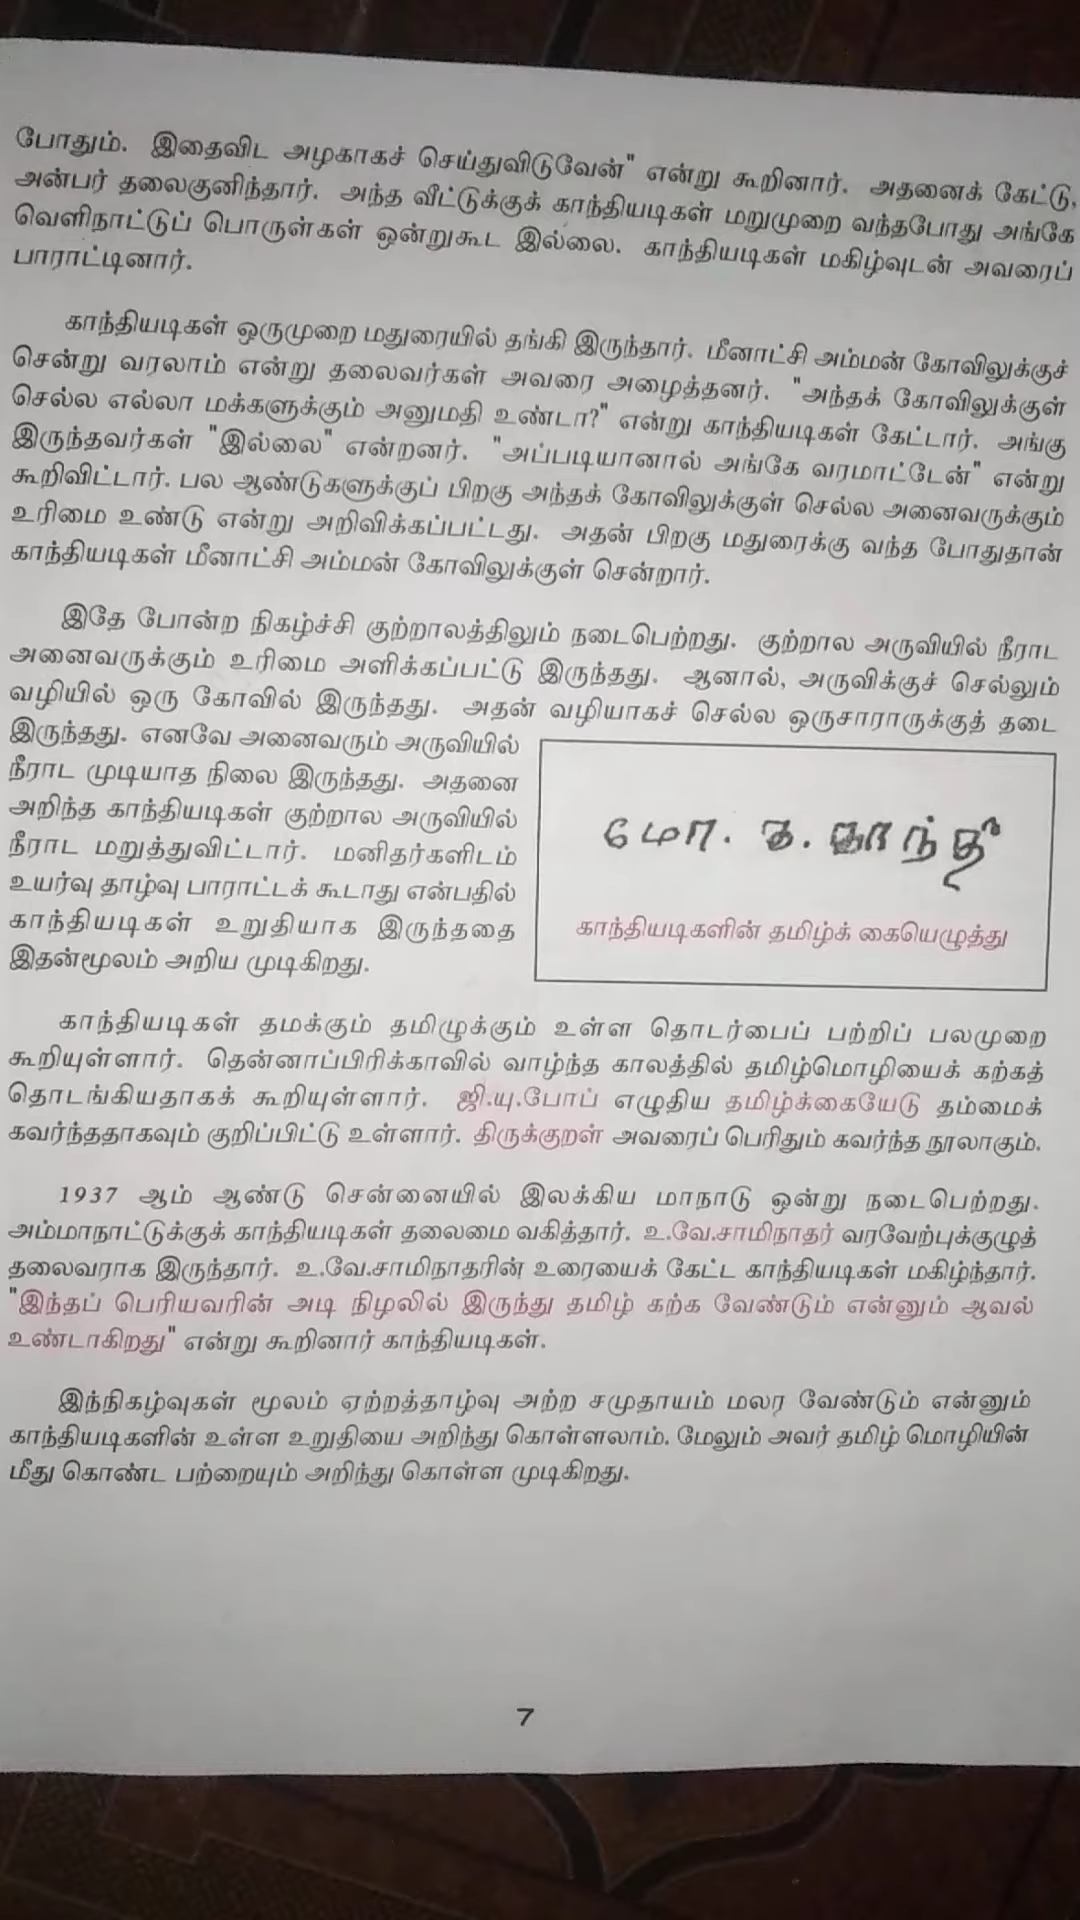 போதும். இதைவிட அழகாகச் செய்துவிடுவேன்" என்று கூறினார். அதனைக் கேட்டு,
அன்பர் தலைகுனிந்தார். அந்த வீட்டுக்குக் காந்தியடிகள் மறுமுறை வந்தபோது அங்கே
வெளிநாட்டுப் பொருள்கள் ஒன்றுகூட இல்லை. காந்தியடிகள் மகிழ்வுடன் அவரைப்
பாராட்டினார்.
காந்தியடிகள் ஒருமுறை மதுரையில் தங்கி இருந்தார். மீனாட்சி அம்மன் கோவிலுக்குச்
சென்று வரலாம் என்று தலைவர்கள் அவரை அழைத்தனர். "அந்தக் கோவிலுக்குள்
செல்ல எல்லா மக்களுக்கும் அனுமதி உண்டா?" என்று காந்தியடிகள் கேட்டார். அங்கு
இருந்தவர்கள் "இல்லை" என்றனர். "அப்படியானால் அங்கே வரமாட்டேன்" என்று
கூறிவிட்டார். பல ஆண்டுகளுக்குப் பிறகு அந்தக் கோவிலுக்குள் செல்ல அனைவருக்கும்
உரிமை உண்டு என்று அறிவிக்கப்பட்டது. அதன் பிறகு மதுரைக்கு வந்த போதுதான்
காந்தியடிகள் மீனாட்சி அம்மன் கோவிலுக்குள் சென்றார்.
இதே போன்ற நிகழ்ச்சி குற்றாலத்திலும் நடைபெற்றது. குற்றால அருவியில் நீராட
அனைவருக்கும் உரிமை அளிக்கப்பட்டு இருந்தது. ஆனால், அருவிக்குச் செல்லும்
வழியில் ஒரு கோவில் இருந்தது. அதன் வழியாகச் செல்ல ஒருசாராருக்குத் தடை
இருந்தது. எனவே அனைவரும் அருவியில்
நீராட முடியாத நிலை இருந்தது. அதனை
அறிந்த காந்தியடிகள் குற்றால அருவியில்
நீராட மறுத்துவிட்டார். மனிதர்களிடம்
உயர்வு தாழ்வு பாராட்டக் கூடாது என்பதில்
காந்தியடிகள் உறுதியாக இருந்ததை
இதன்மூலம் அறிய முடிகிறது.
மோ. க. காந்தீ
காந்தியடிகளின் தமிழ்க் கையெழுத்து
காந்தியடிகள் தமக்கும் தமிழுக்கும் உள்ள தொடர்பைப் பற்றிப் பலமுறை
கூறியுள்ளார். தென்னாப்பிரிக்காவில் வாழ்ந்த காலத்தில் தமிழ்மொழியைக் கற்கத்
தொடங்கியதாகக் கூறியுள்ளார். ஜி.யு.போப் எழுதிய தமிழ்க்கையேடு தம்மைக்
கவர்ந்ததாகவும் குறிப்பிட்டு உள்ளார். திருக்குறள் அவரைப் பெரிதும் கவர்ந்த நூலாகும்.
1937 ஆம் ஆண்டு சென்னையில் இலக்கிய மாநாடு ஒன்று நடைபெற்றது.
அம்மாநாட்டுக்குக் காந்தியடிகள் தலைமை வகித்தார். உ.வே.சாமிநாதர் வரவேற்புக்குழுத்
தலைவராக இருந்தார். உ.வே.சாமிநாதரின் உரையைக் கேட்ட காந்தியடிகள் மகிழ்ந்தார்.
"இந்தப் பெரியவரின் அடி நிழலில் இருந்து தமிழ் கற்க வேண்டும் என்னும் ஆவல்
உண்டாகிறது" என்று கூறினார் காந்தியடிகள்.
இந்நிகழ்வுகள் மூலம் ஏற்றத்தாழ்வு அற்ற சமுதாயம் மலர வேண்டும் என்னும்
காந்தியடிகளின் உள்ள உறுதியை அறிந்து கொள்ளலாம். மேலும் அவர் தமிழ் மொழியின்
மீது கொண்ட பற்றையும் அறிந்து கொள்ள முடிகிறது.
7